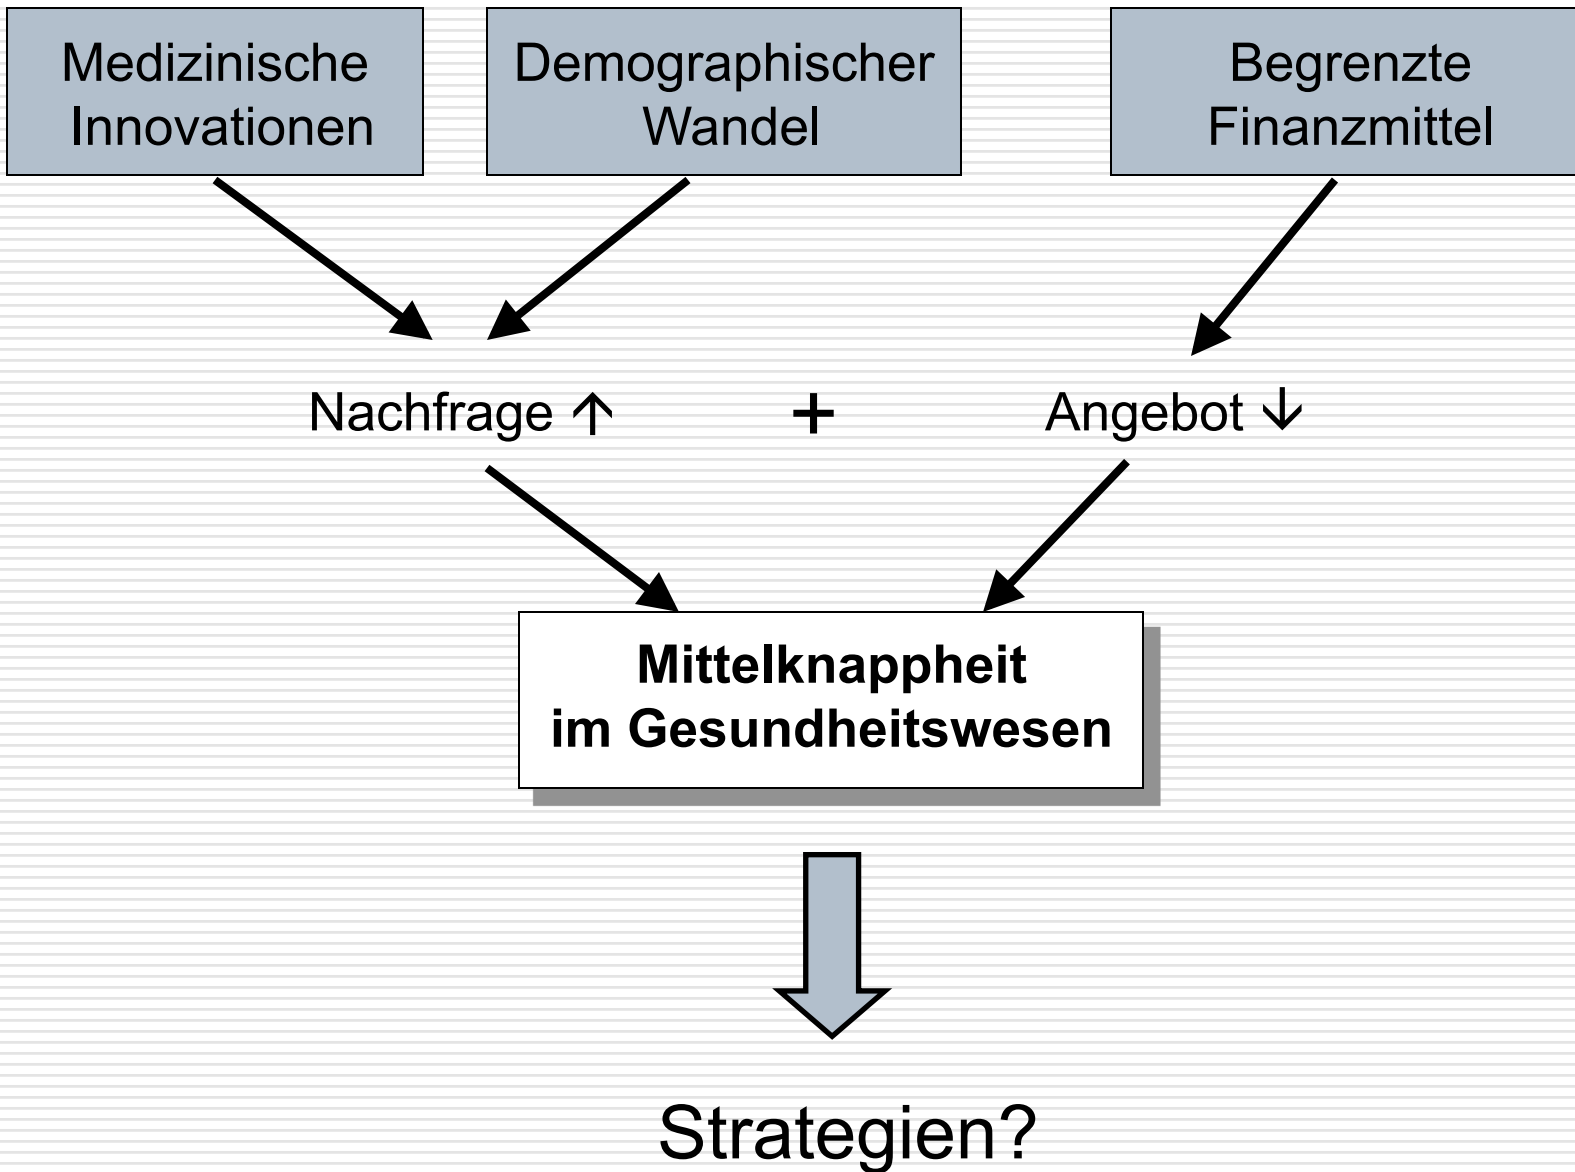 Medizinische
Innovationen
Demographischer
Wandel
Begrenzte
Finanzmittel
Nachfrage ↑
+
Angebot ↓
Mittelknappheit
im Gesundheitswesen
Strategien?